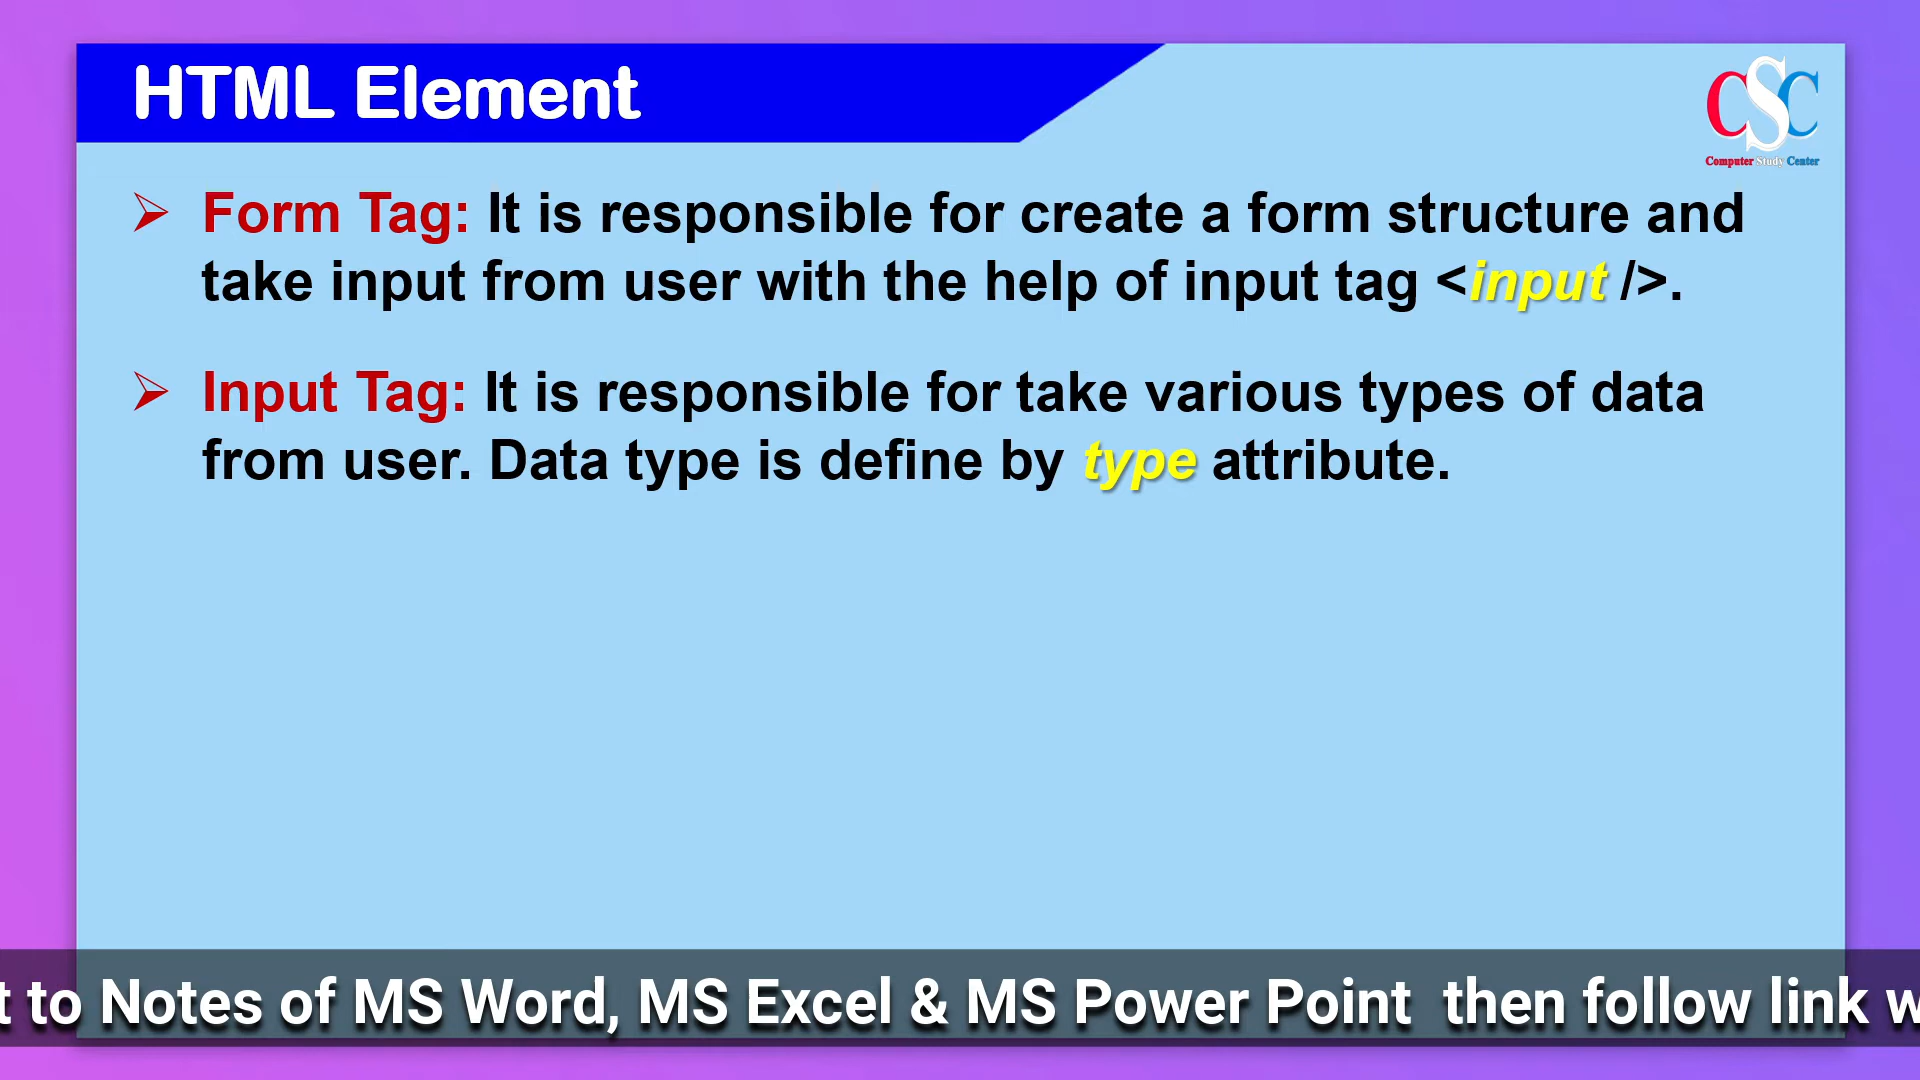 HTML Element
CSC
Computer Study Center
Form Tag: It is responsible for create a form structure and
take input from user with the help of input tag <input />.
Input Tag: It is responsible for take various types of data
from user. Data type is define by type attribute.
t to Notes of MS Word, MS Excel & MS Power Point then follow link w